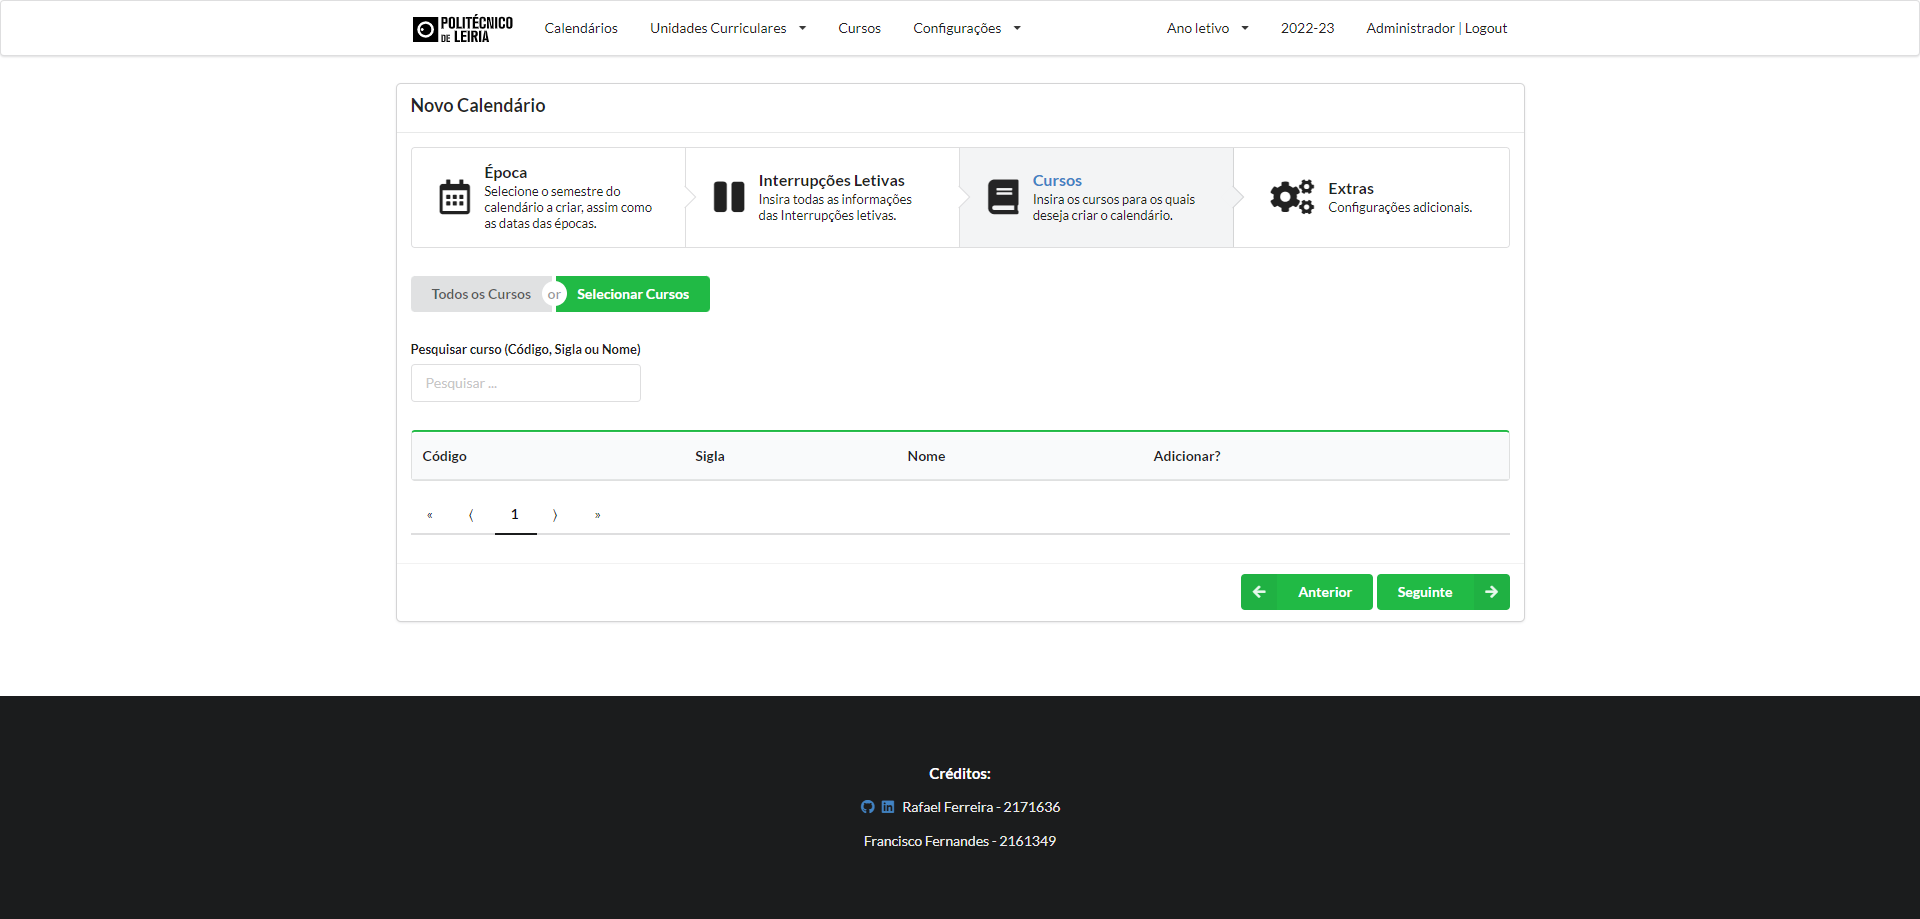 POLITÉCNICO
DE LEIRIA
Calendários
Unidades Curriculares
Cursos
Configurações
Ano letivo
2022-23
Administrador | Logout
Novo Calendário
Época
Selecione o semestre do
calendário a criar, assim como
as datas das épocas.
Interrupções Letivas
Insira todas as informações
das Interrupções letivas.
Cursos
Insira os cursos para os quais
deseja criar o calendário.
Extras
Configurações adicionais.
Todos os Cursos
or
Selecionar Cursos
Pesquisar curso (Código, Sigla ou Nome)
Pesquisar ...
Código
Sigla
Nome
Adicionar?
« ⟨ 1 ⟩ »
Anterior
Seguinte
Créditos:
Rafael Ferreira - 2171636
Francisco Fernandes - 2161349